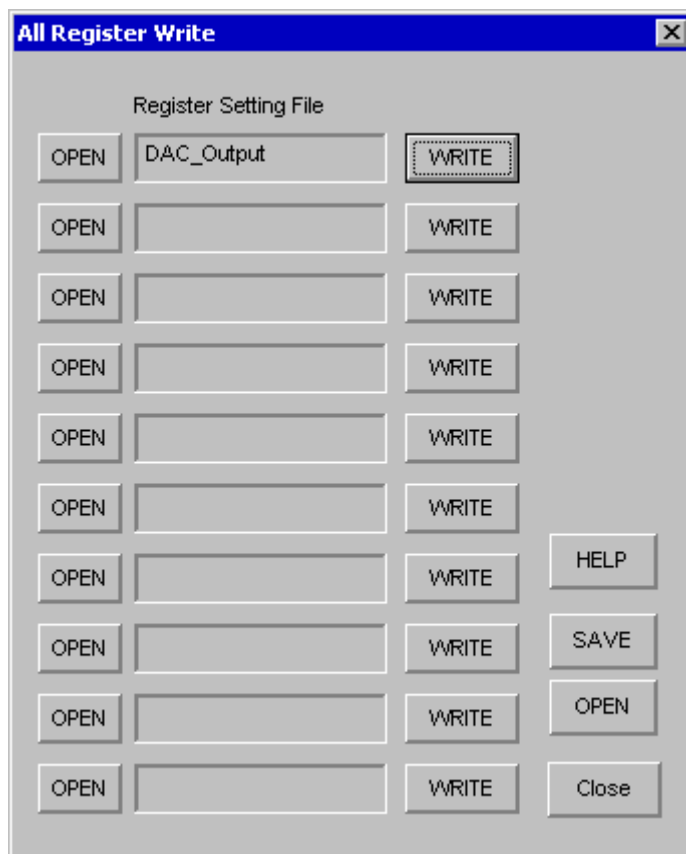 All Register Write
Register Setting File
OPEN DAC_Output WRITE
OPEN WRITE
OPEN WRITE
OPEN WRITE
OPEN WRITE
OPEN WRITE
OPEN WRITE HELP
OPEN WRITE SAVE
OPEN WRITE OPEN
OPEN WRITE Close